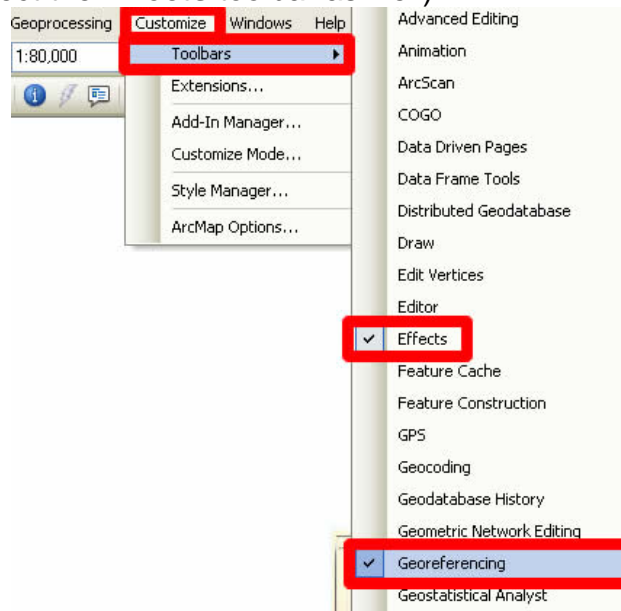 Geoprocessing Customize Windows Help
1:80,000
Toolbars
Extensions...
Add-In Manager...
Customize Mode...
Style Manager...
ArcMap Options...
Advanced Editing
Animation
ArcScan
COGO
Data Driven Pages
Data Frame Tools
Distributed Geodatabase
Draw
Edit Vertices
Editor
Effects
Feature Cache
Feature Construction
GPS
Geocoding
Geodatabase History
Geometric Network Editing
Georeferencing
Geostatistical Analyst